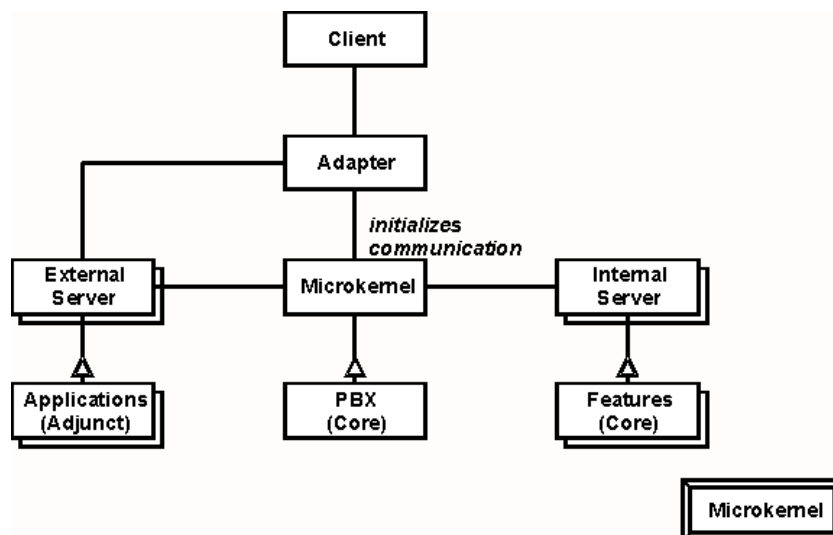 Client
Adapter
initializes
communication
External
Server
Microkernel
Internal
Server
Applications
(Adjunct)
PBX
(Core)
Features
(Core)
Microkernel